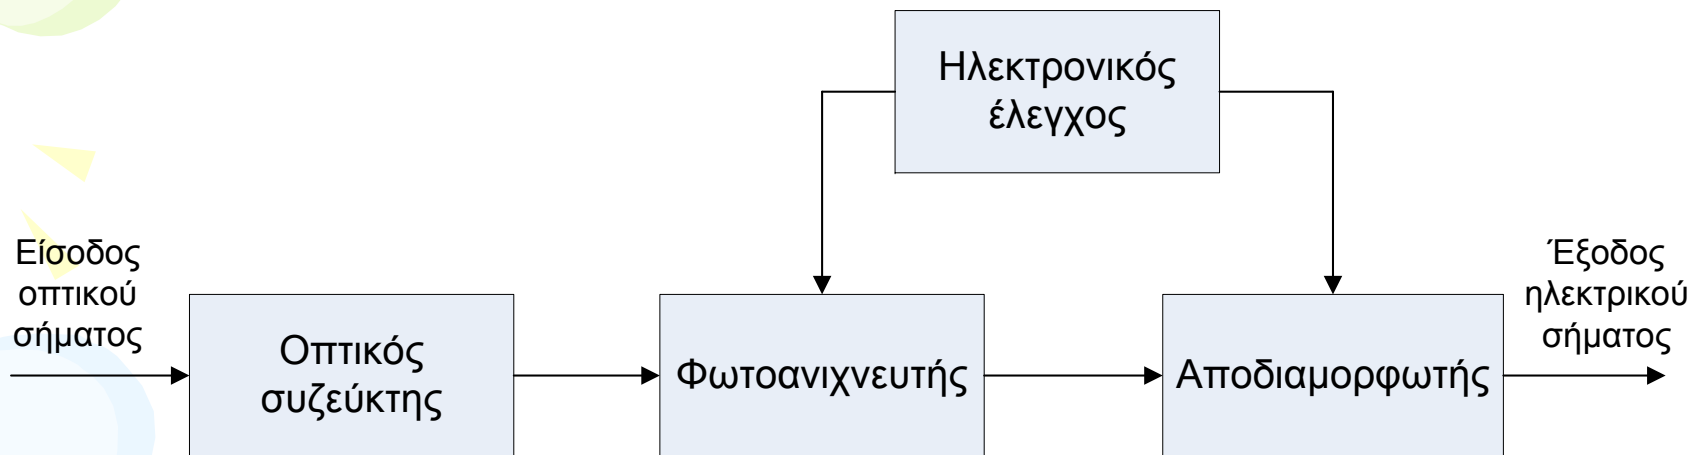 Ηλεκτρονικός
έλεγχος
Είσοδος
οπτικού
σήματος
Οπτικός
συζεύκτης
Φωτοανιχνευτής
Αποδιαμορφωτής
Έξοδος
ηλεκτρικού
σήματος